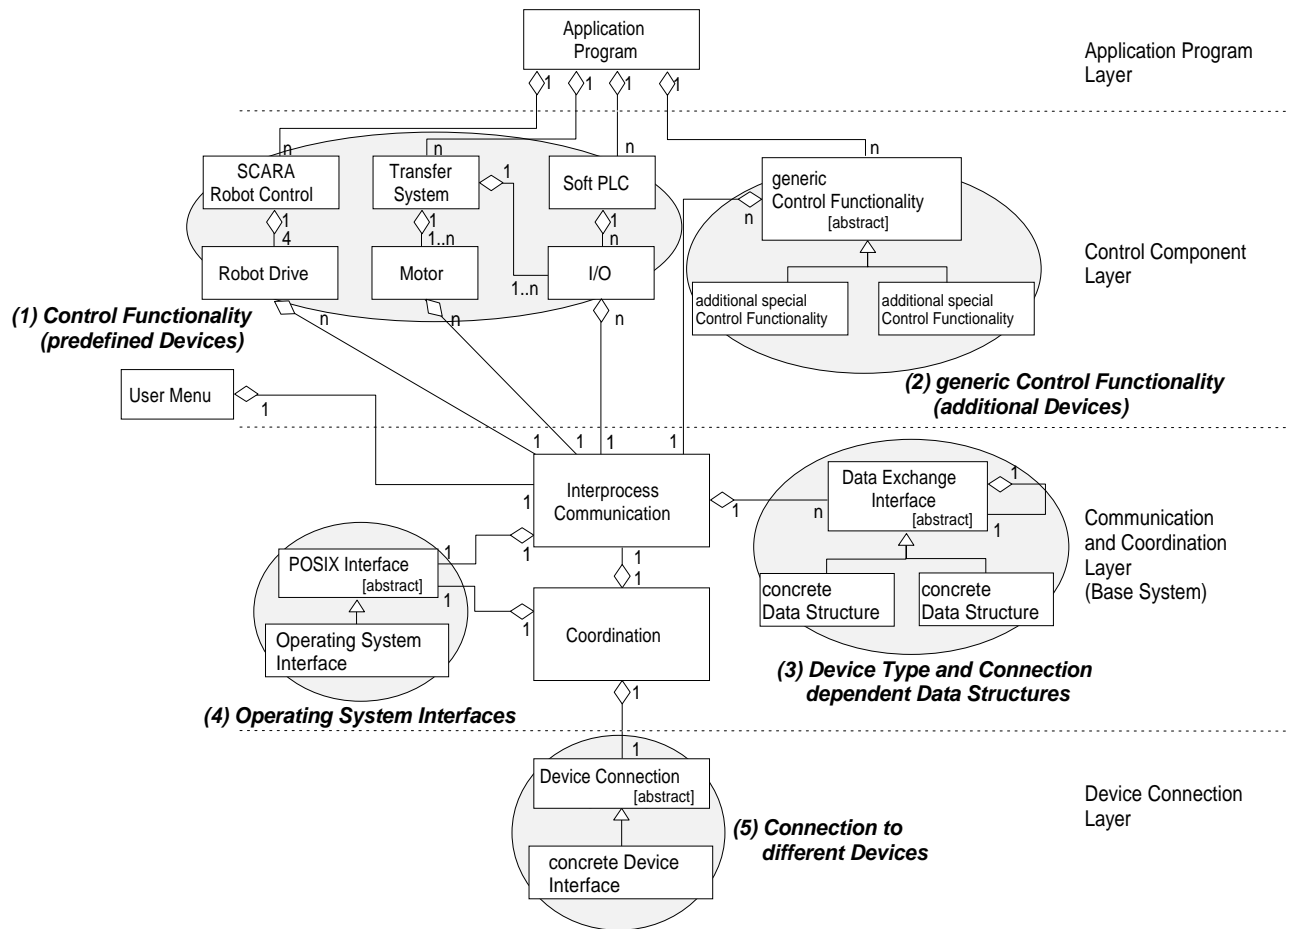 Application
Program
Application Program
Layer
1
1
1
1
n
n
n
n
SCARA
Robot Control
Transfer
System
1
Soft PLC
generic
Control Functionality
[abstract]
n
1
4
1
1..n
1
n
Control Component
Layer
Robot Drive
Motor
1..n
I/O
additional special
Control Functionality
additional special
Control Functionality
(1) Control Functionality
(predefined Devices)
n
n
n
(2) generic Control Functionality
(additional Devices)
User Menu
1
1
1
1
1
Interprocess
Communication
1
1
1
n
Data Exchange
Interface
[abstract]
1
1
Communication
and Coordination
Layer
(Base System)
POSIX Interface
[abstract]
1
1
1
1
1
1
concrete
Data Structure
concrete
Data Structure
Operating System
Interface
Coordination
(3) Device Type and Connection
dependent Data Structures
(4) Operating System Interfaces
1
1
Device Connection
[abstract]
Device Connection
Layer
(5) Connection to
different Devices
concrete Device
Interface